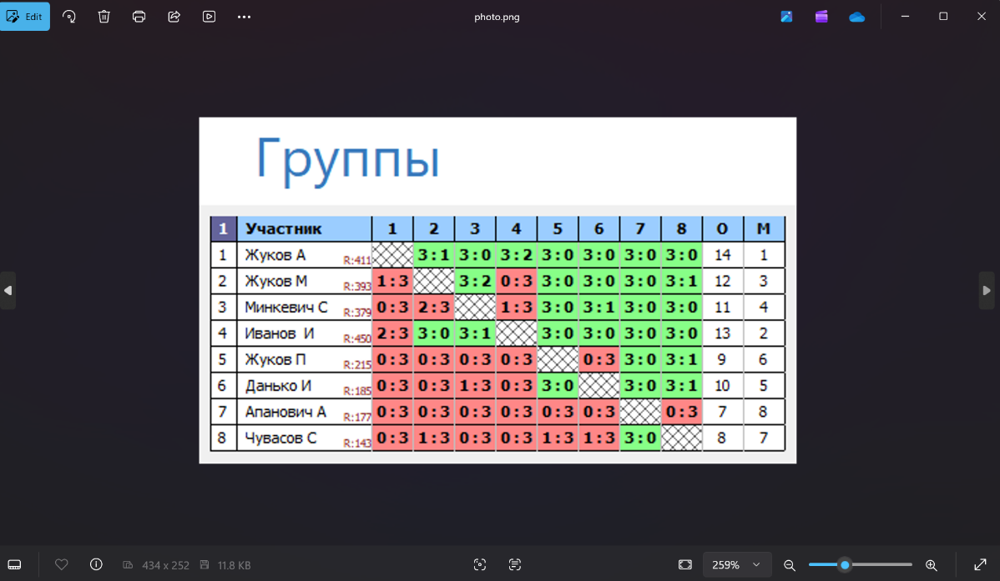 Edit
photo.png
Группы
1 Участник 1 2 3 4 5 6 7 8 О М
1 Жуков А R:411 3:1 3:0 3:2 3:0 3:0 3:0 3:0 14 1
2 Жуков М R:393 1:3 3:2 0:3 3:0 3:0 3:0 3:1 12 3
3 Минкевич С R:379 0:3 2:3 1:3 3:0 3:1 3:0 3:0 11 4
4 Иванов И R:450 2:3 3:0 3:1 3:0 3:0 3:0 3:0 13 2
5 Жуков П R:215 0:3 0:3 0:3 0:3 0:3 3:0 3:1 9 6
6 Данько И R:185 0:3 0:3 1:3 0:3 3:0 3:0 3:1 10 5
7 Апанович А R:177 0:3 0:3 0:3 0:3 0:3 0:3 0:3 7 8
8 Чувасов С R:143 0:3 1:3 0:3 0:3 1:3 1:3 3:0 8 7
434 x 252 11.8 KB 259%